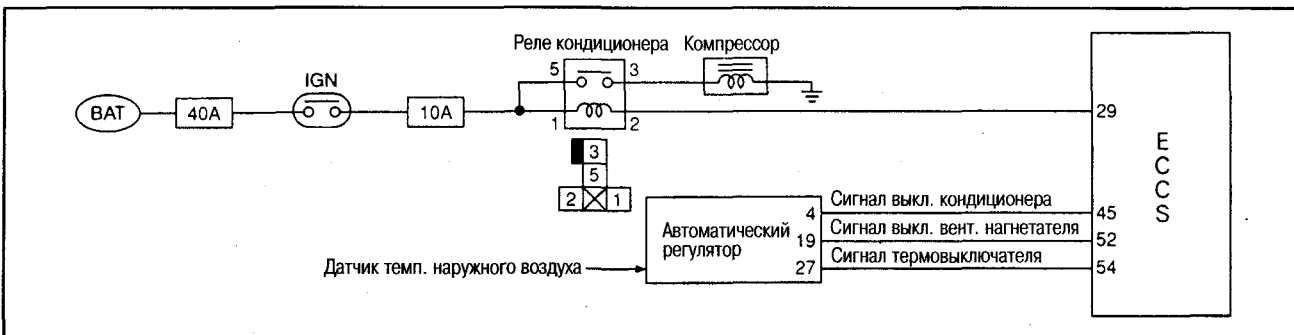 Реле кондиционера Компрессор
IGN
5 3
BAT 40A 10A
1 2
29
3
5
2 1
ECCS
Автоматический регулятор
4 Сигнал выкл. кондиционера 45
19 Сигнал выкл. вент. нагнетателя 52
27 Сигнал термовыключателя 54
Датчик темп. наружного воздуха